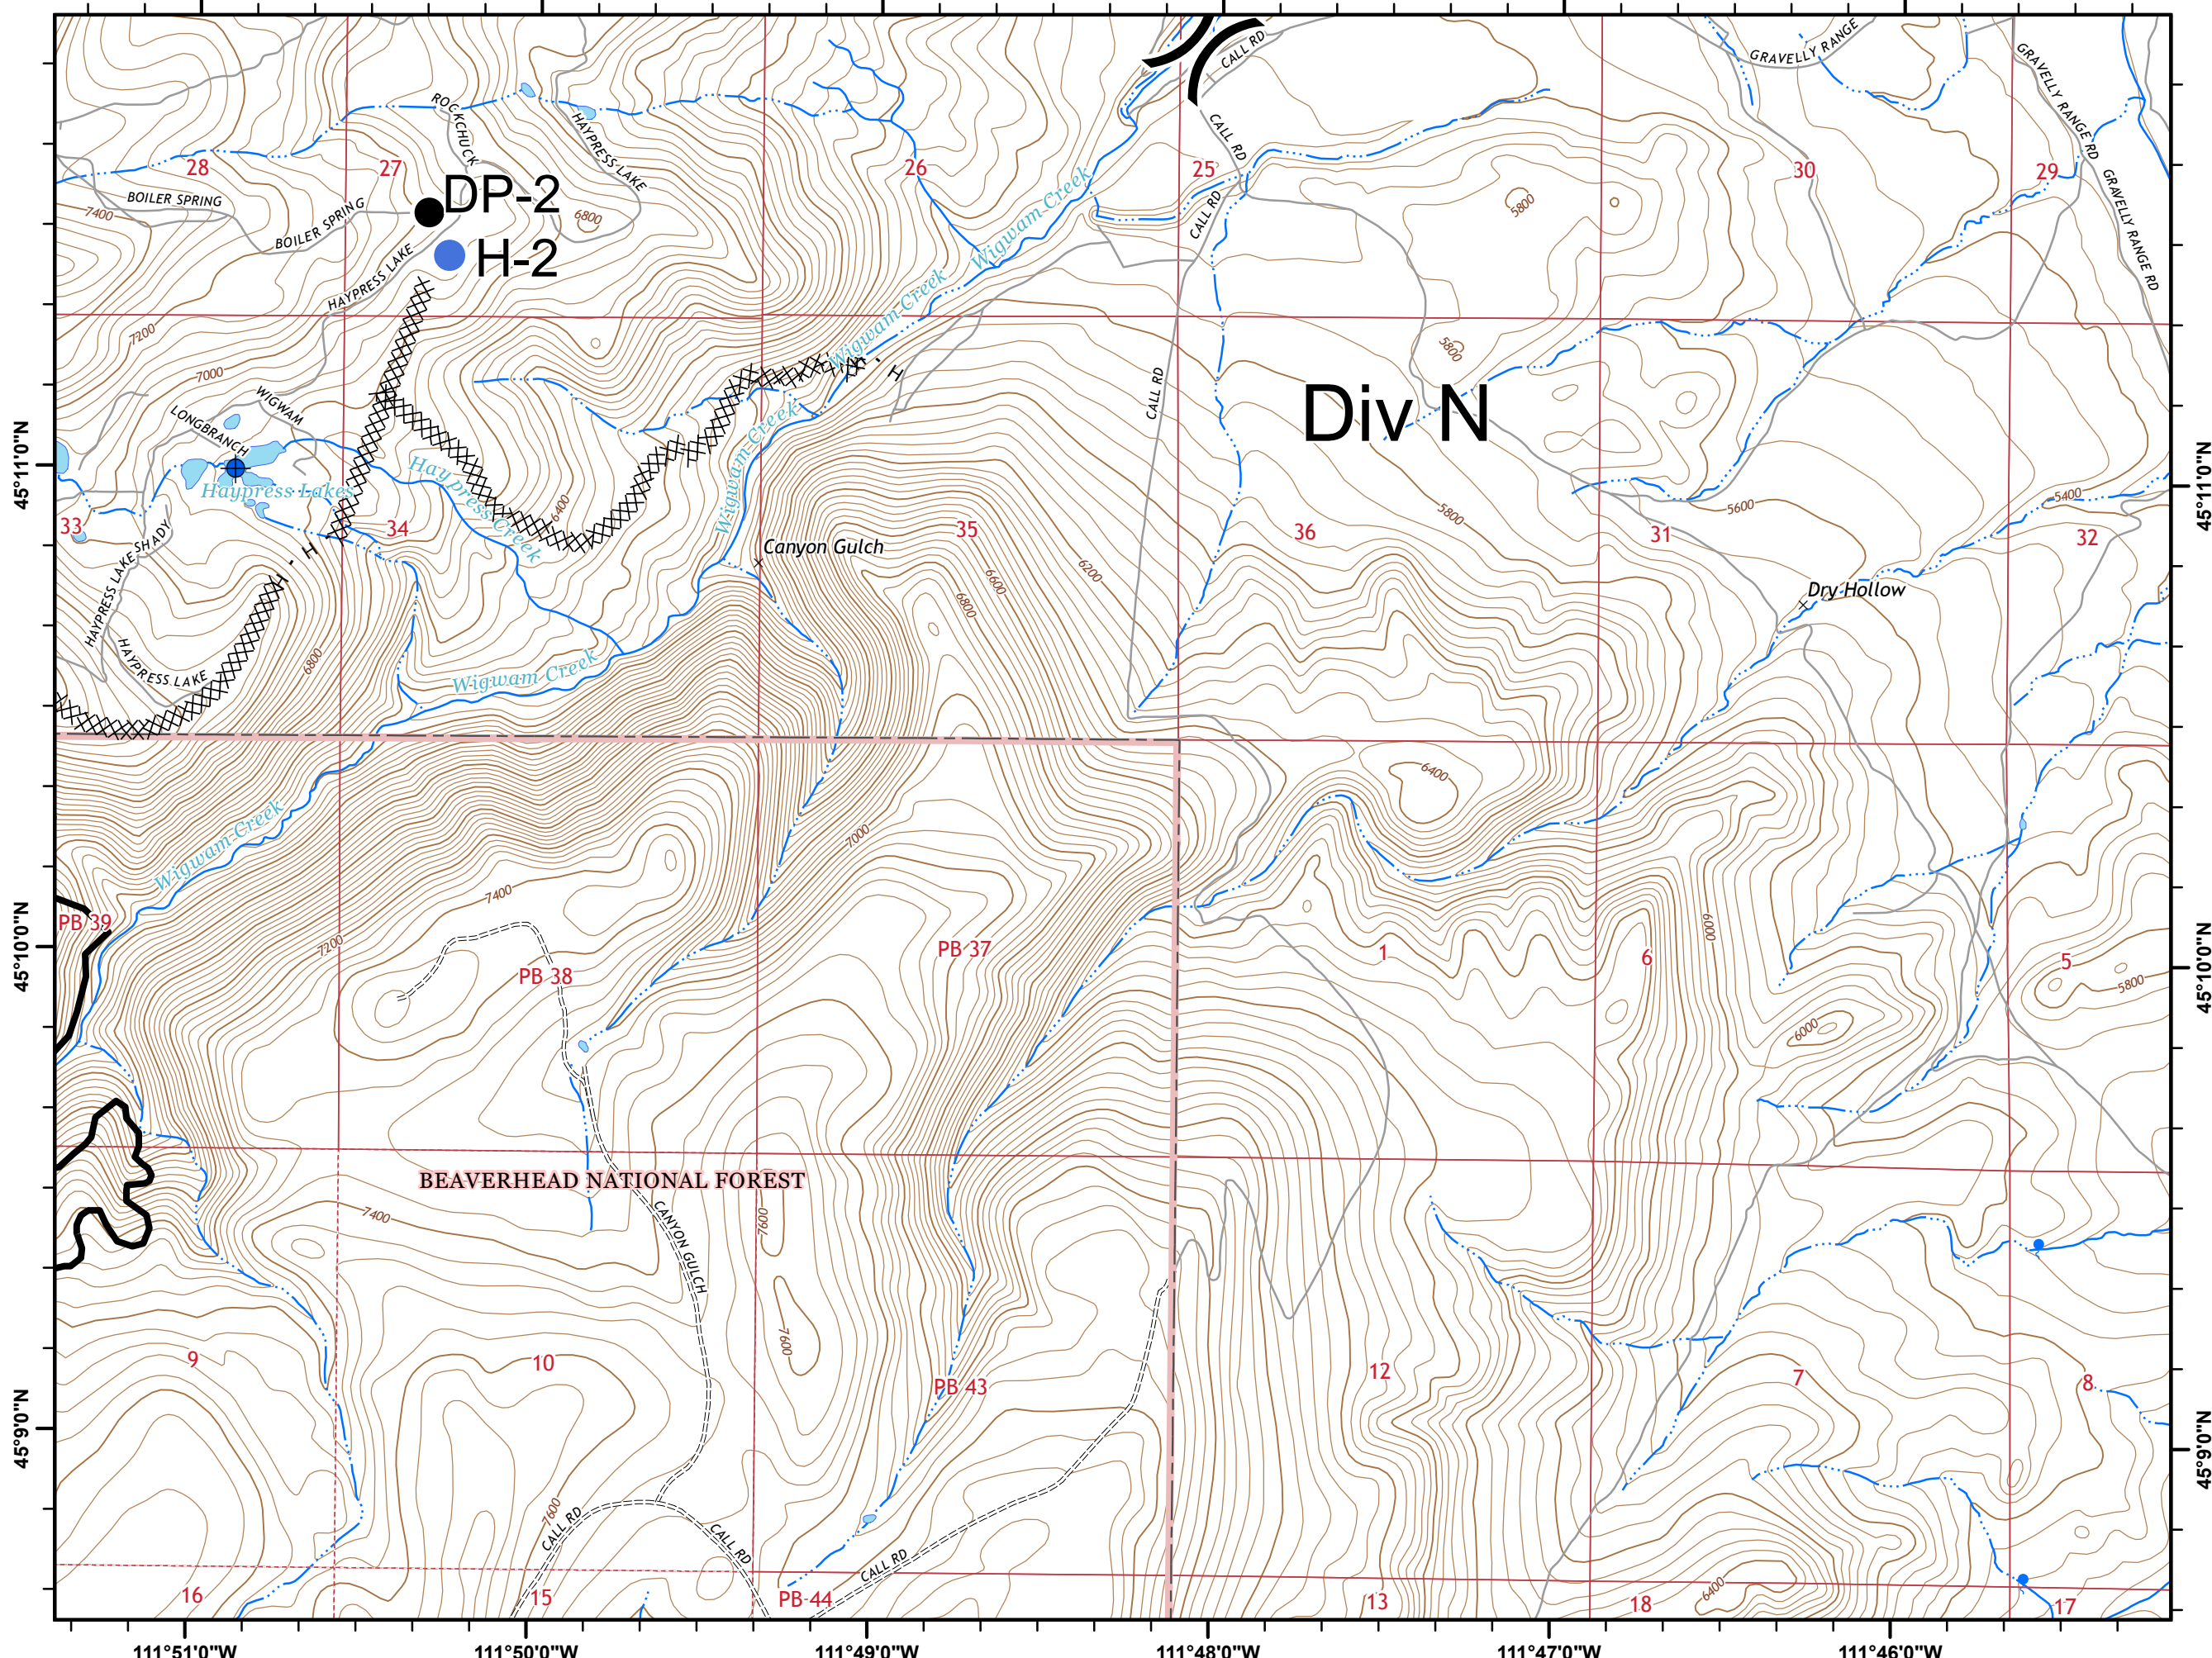 CALL RD
GRAVELLY RANGE
GRAVELLY RANGE RD
ROCKCHUCK
HAYPRESS LAKE
CALL RD
28
27
26
25
30
29
BOILER SPRING
BOILER SPRING
DP-2
7400
6800
5800
Wigwam Creek
CALL RD
GRAVELLY RANGE RD
H-2
HAYPRESS LAKE
Wigwam Creek
7200
5800
7000
H
WIGWAM
LONGBRANCH
CALL RD
Div N
Wigwam Creek
45°11'0"N
45°11'0"N
Haypress Lakes
Haypress Creek
6400
5800
5600
5400
33
34
35
36
31
32
H
H
SHADY
HAYPRESS LAKE
Canyon Gulch
6200
6600
6800
Dry Hollow
HAYPRESS LAKE
6800
Wigwam Creek
6400
Wigwam Creek
7000
7400
PB 39
7200
6000
45°10'0"N
PB 38
PB 37
1
6
5
45°10'0"N
5800
6000
BEAVERHEAD NATIONAL FOREST
7400
7600
CANYON GULCH
7600
9
10
PB 43
12
7
8
45°9'0"N
45°9'0"N
7600
CALL RD
CALL RD
CALL RD
6400
16
15
PB 44
13
18
17
111°51'0"W
111°50'0"W
111°49'0"W
111°48'0"W
111°47'0"W
111°46'0"W